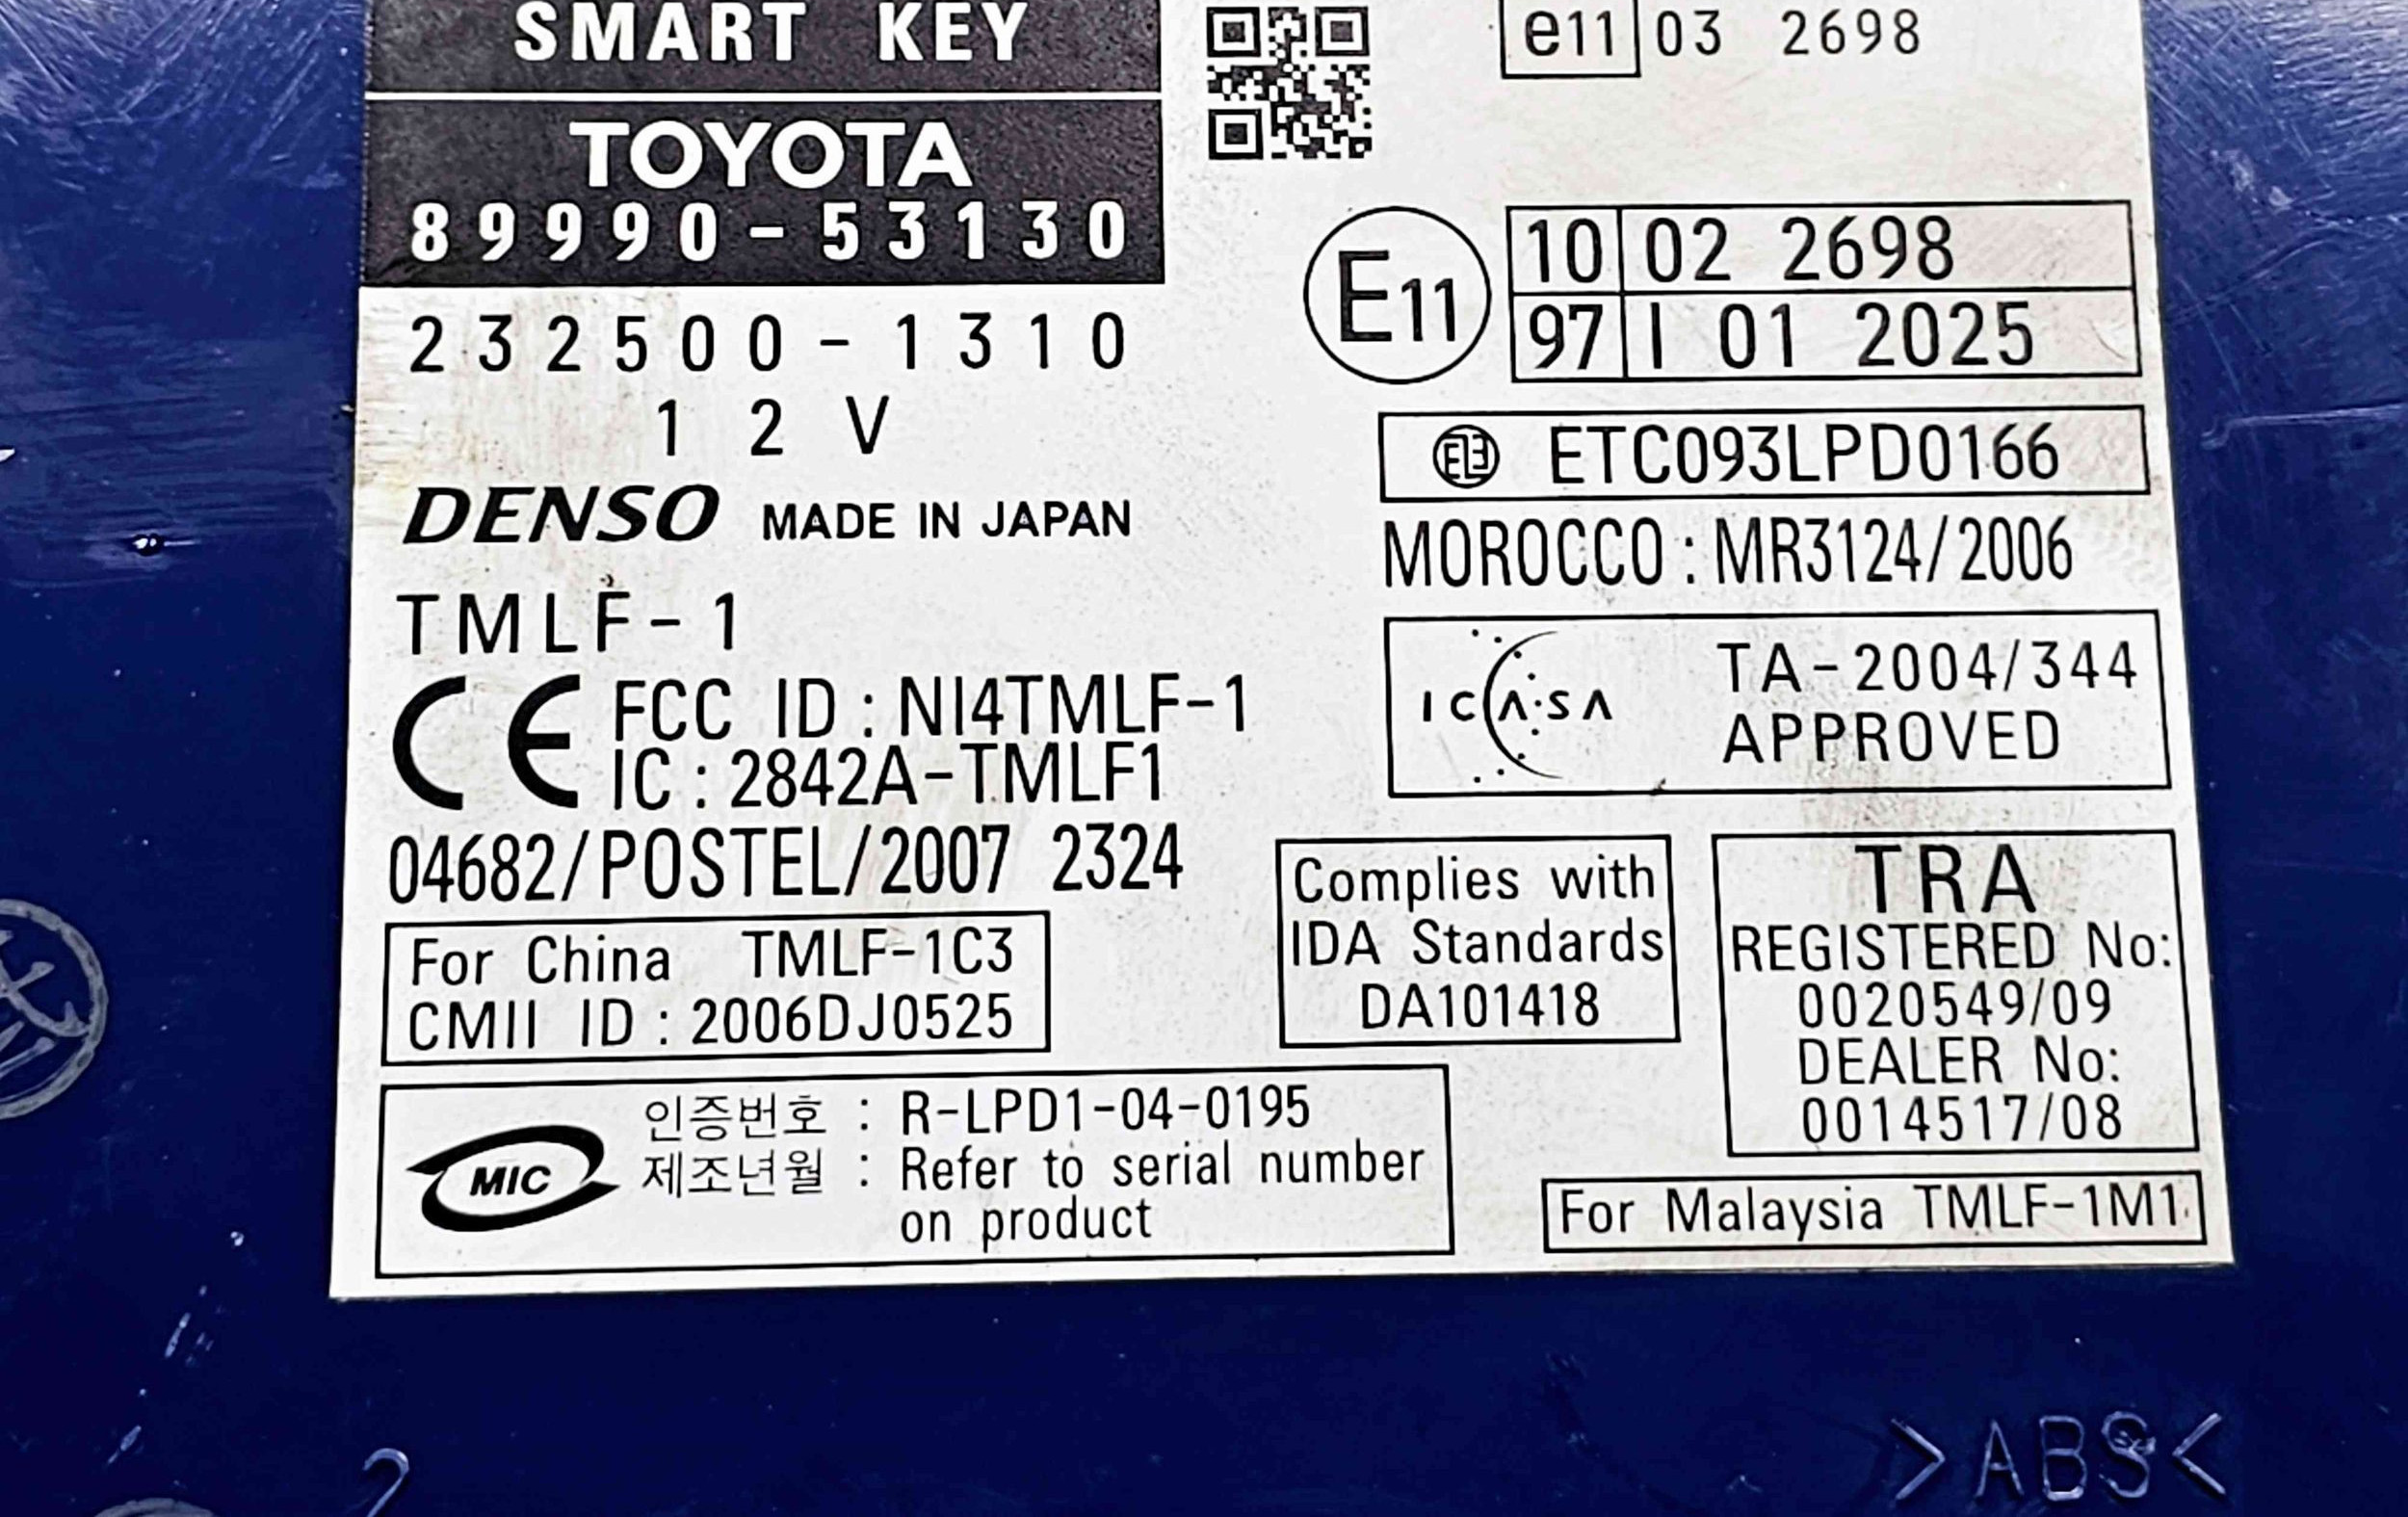 SMART KEY
TOYOTA
89990-53130
232500-1310
12V
DENSO MADE IN JAPAN
TMLF-1
CE FCC ID : NI4TMLF-1
IC : 2842A-TMLF1
04682/POSTEL/2007 2324
For China TMLF-1C3
CMII ID : 2006DJ0525
MIC
인증번호 : R-LPD1-04-0195
제조년월 : Refer to serial number
on product
e11 03 2698
E11
10 02 2698
97 I 01 2025
ETC093LPD0166
MOROCCO : MR3124/2006
ICASA
TA-2004/344
APPROVED
Complies with
IDA Standards
DA101418
TRA
REGISTERED No:
0020549/09
DEALER No:
0014517/08
For Malaysia TMLF-1M1
2
>ABS<